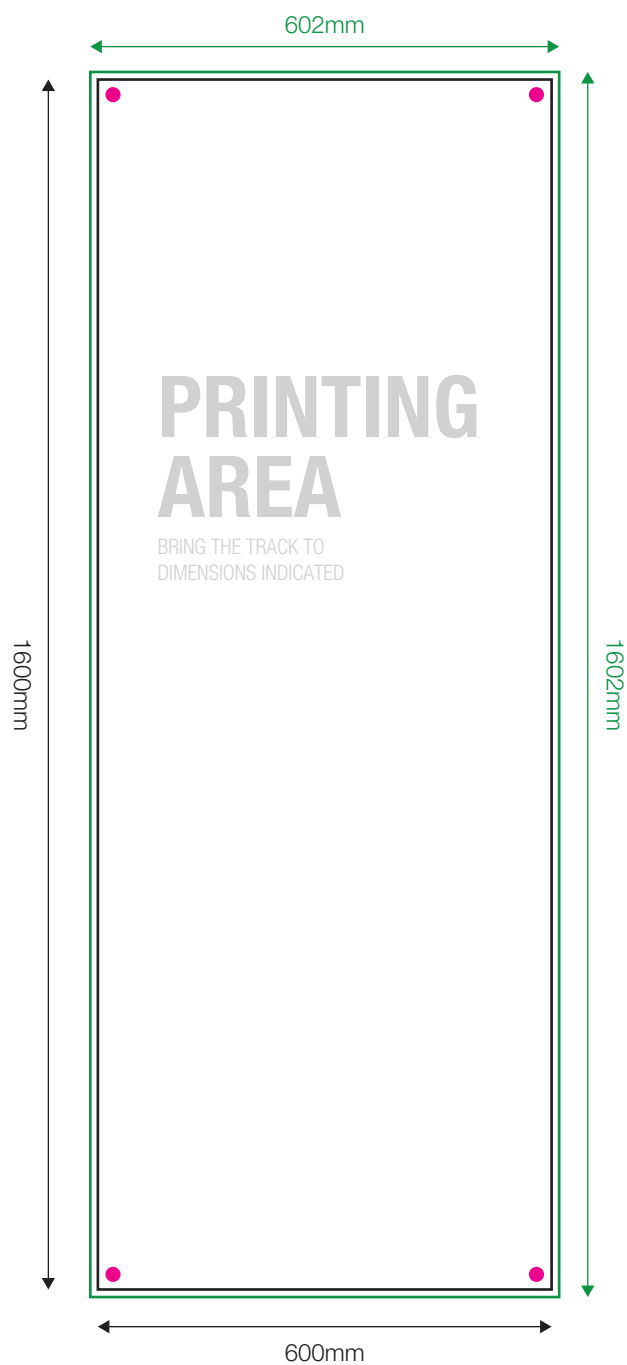 602mm
PRINTING
AREA
BRING THE TRACK TO
DIMENSIONS INDICATED
1600mm
1602mm
600mm